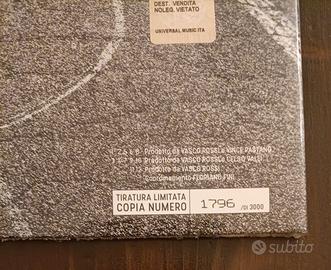 DEST. VENDITA
NOLEG. VIETATO
UNIVERSAL MUSIC ITA
Prodotto da VASCO ROSSI e VINCE PASTANO
Prodotto da VASCO ROSSI e CELSO VALLI
Prodotto da VASCO ROSSI
Coordinamento FLORIANO FINI
TIRATURA LIMITATA
COPIA NUMERO 1796 /DI 3000
subito